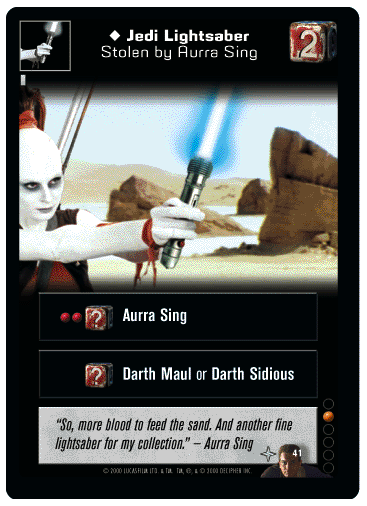 ◆ Jedi Lightsaber
Stolen by Aurra Sing
2
? Aurra Sing
? Darth Maul or Darth Sidious
"So, more blood to feed the sand. And another fine
lightsaber for my collection." – Aurra Sing
41
© 2000 LUCASFILM LTD. & TM. TM, ®, & © 2000 DECIPHER INC.